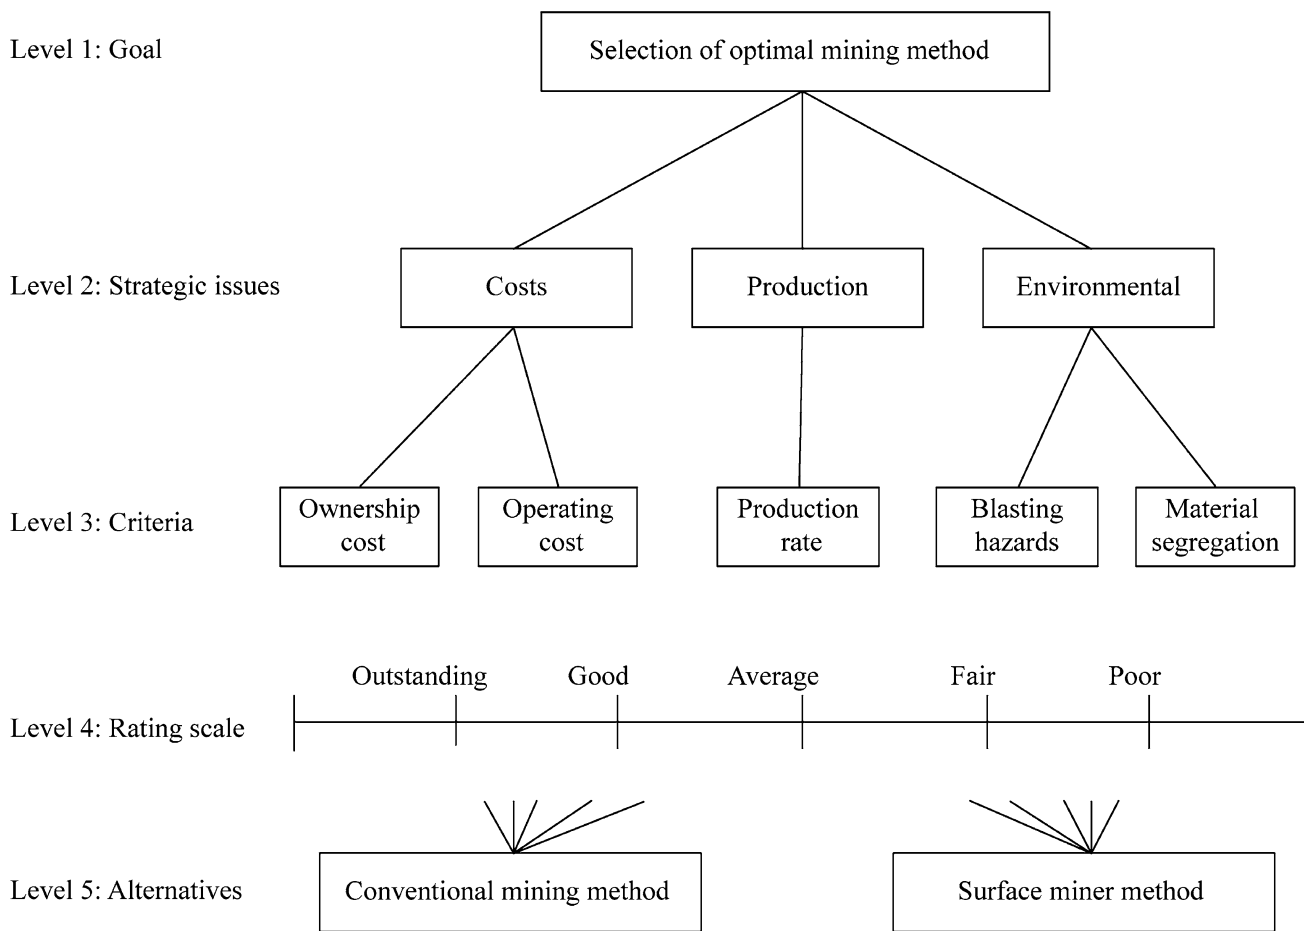 Level 1: Goal
Selection of optimal mining method
Level 2: Strategic issues
Costs
Production
Environmental
Level 3: Criteria
Ownership
cost
Operating
cost
Production
rate
Blasting
hazards
Material
segregation
Level 4: Rating scale
Outstanding
Good
Average
Fair
Poor
Level 5: Alternatives
Conventional mining method
Surface miner method